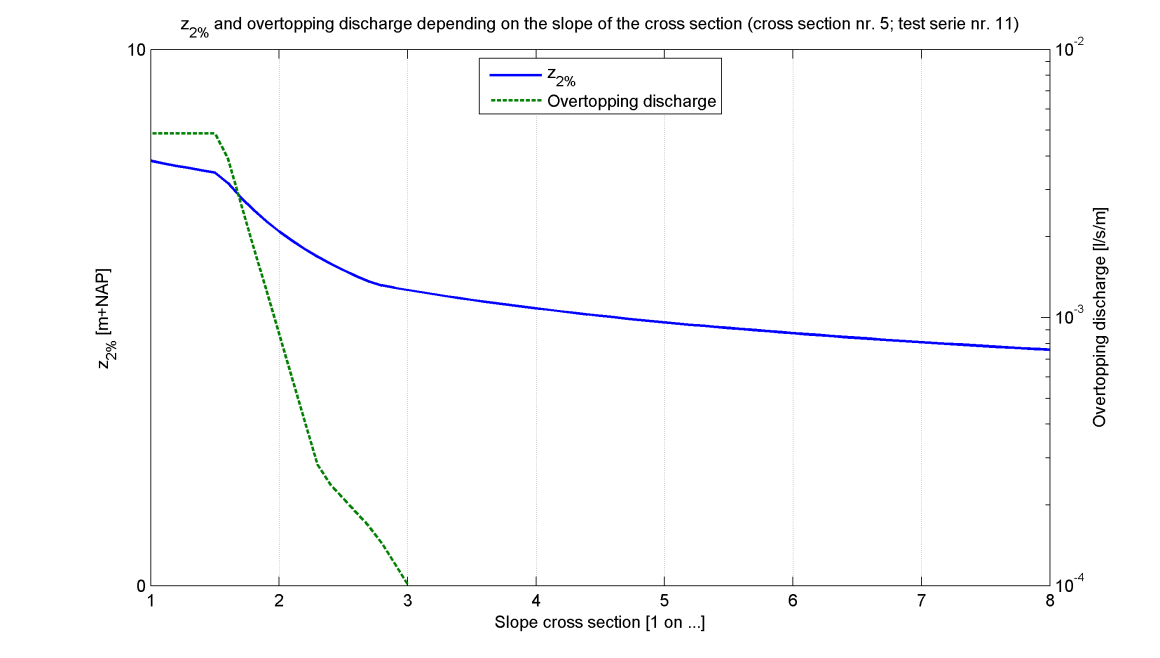 z2% and overtopping discharge depending on the slope of the cross section (cross section nr. 5; test serie nr. 11)
10
10-2
z2%
Overtopping discharge
z2% [m+NAP]
Overtopping discharge [l/s/m]
10-3
0
10-4
1 2 3 4 5 6 7 8
Slope cross section [1 on ...]